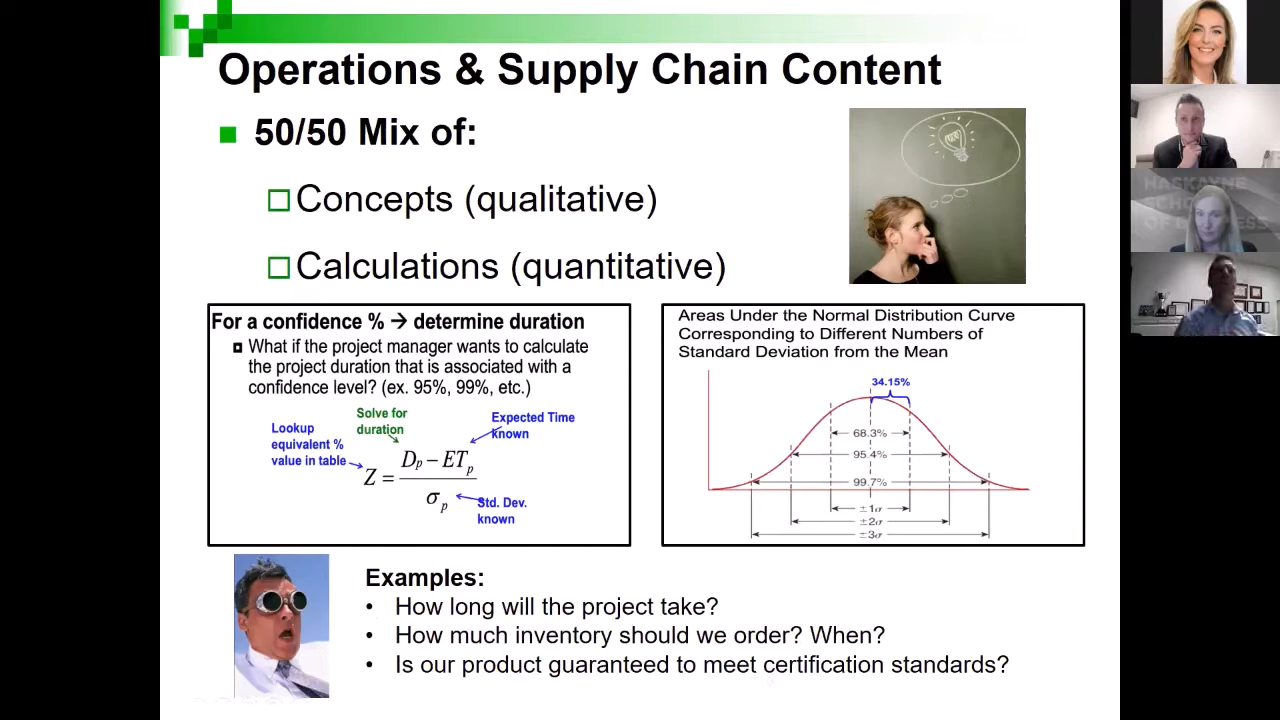 Operations & Supply Chain Content
50/50 Mix of:
Concepts (qualitative)
Calculations (quantitative)
For a confidence % → determine duration
What if the project manager wants to calculate
the project duration that is associated with a
confidence level? (ex. 95%, 99%, etc.)
Solve for
duration
Expected Time
known
Lookup
equivalent %
value in table
Z = (Dp − ETp) / σp
Std. Dev.
known
Areas Under the Normal Distribution Curve
Corresponding to Different Numbers of
Standard Deviation from the Mean
34.15%
68.3%
95.4%
99.7%
±1σ
±2σ
±3σ
Examples:
• How long will the project take?
• How much inventory should we order? When?
• Is our product guaranteed to meet certification standards?
HASKAYNE